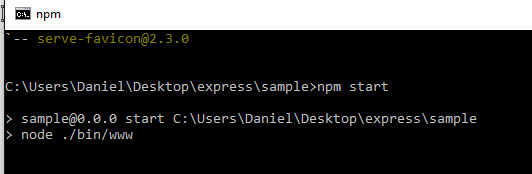 npm
`-- serve-favicon@2.3.0
C:\Users\Daniel\Desktop\express\sample>npm start
> sample@0.0.0 start C:\Users\Daniel\Desktop\express\sample
> node ./bin/www